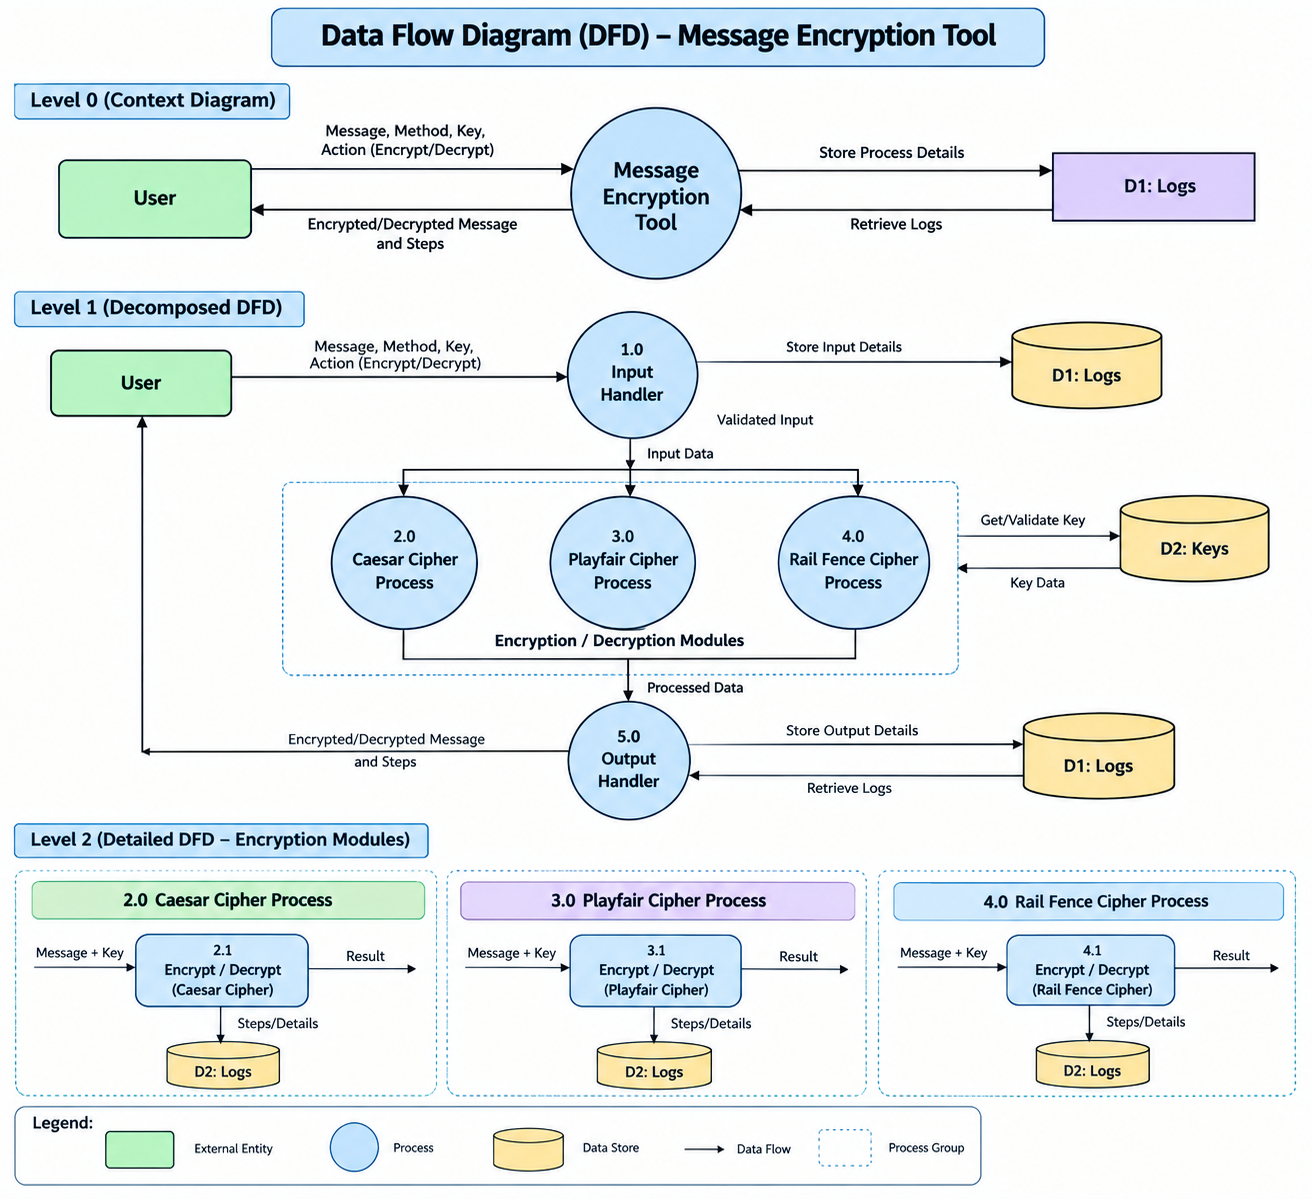 Data Flow Diagram (DFD) – Message Encryption Tool
Level 0 (Context Diagram)
Message, Method, Key,
Action (Encrypt/Decrypt)
User
Encrypted/Decrypted Message
and Steps
Message
Encryption
Tool
Store Process Details
Retrieve Logs
D1: Logs
Level 1 (Decomposed DFD)
User
Message, Method, Key,
Action (Encrypt/Decrypt)
1.0
Input
Handler
Store Input Details
D1: Logs
Validated Input
Input Data
2.0
Caesar Cipher
Process
3.0
Playfair Cipher
Process
4.0
Rail Fence Cipher
Process
Get/Validate Key
Key Data
D2: Keys
Encryption / Decryption Modules
Processed Data
Encrypted/Decrypted Message
and Steps
5.0
Output
Handler
Store Output Details
Retrieve Logs
D1: Logs
Level 2 (Detailed DFD – Encryption Modules)
2.0 Caesar Cipher Process
Message + Key
2.1
Encrypt / Decrypt
(Caesar Cipher)
Result
Steps/Details
D2: Logs
3.0 Playfair Cipher Process
Message + Key
3.1
Encrypt / Decrypt
(Playfair Cipher)
Result
Steps/Details
D2: Logs
4.0 Rail Fence Cipher Process
Message + Key
4.1
Encrypt / Decrypt
(Rail Fence Cipher)
Result
Steps/Details
D2: Logs
Legend:
External Entity
Process
Data Store
Data Flow
Process Group